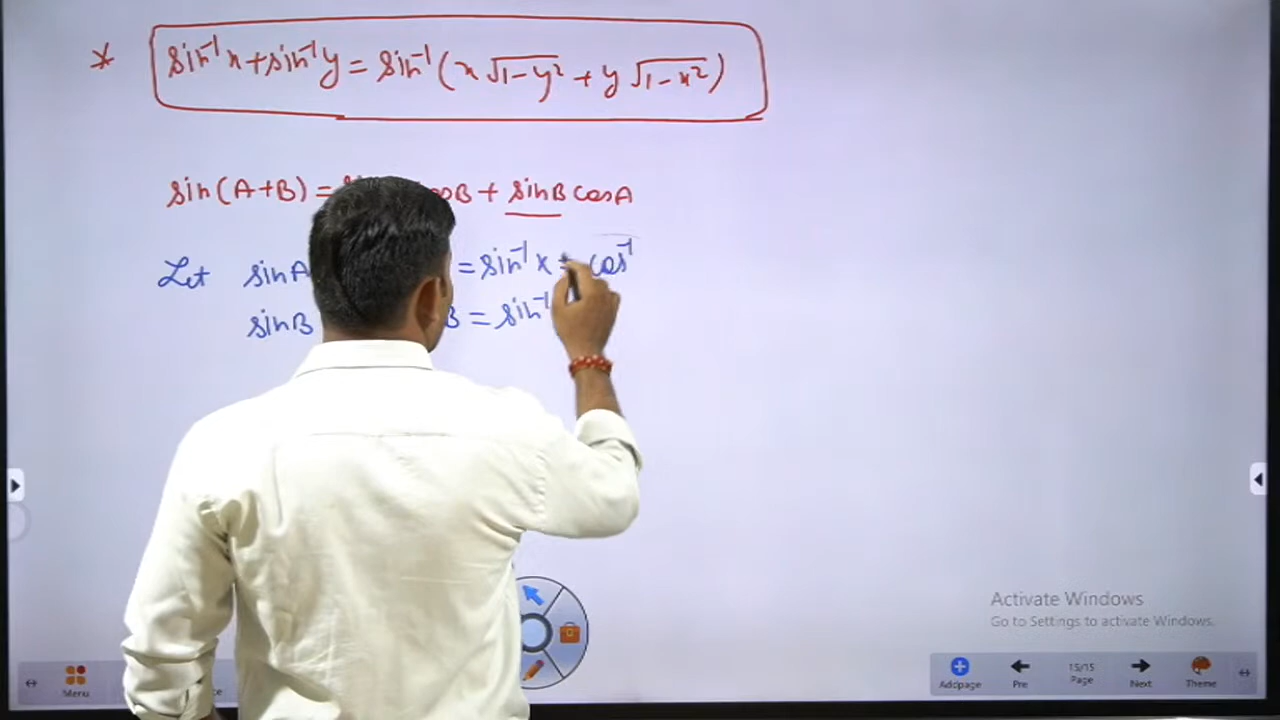 * sin⁻¹x + sin⁻¹y = sin⁻¹(x√1-y² + y√1-x²)
sin(A+B) = cosB + sinB cosA
Let sinA = sin⁻¹x = cos⁻¹
sinB B = sin⁻¹
Activate Windows
Go to Settings to activate Windows.
Menu
Addpage Pre 15/15 Page Next Theme